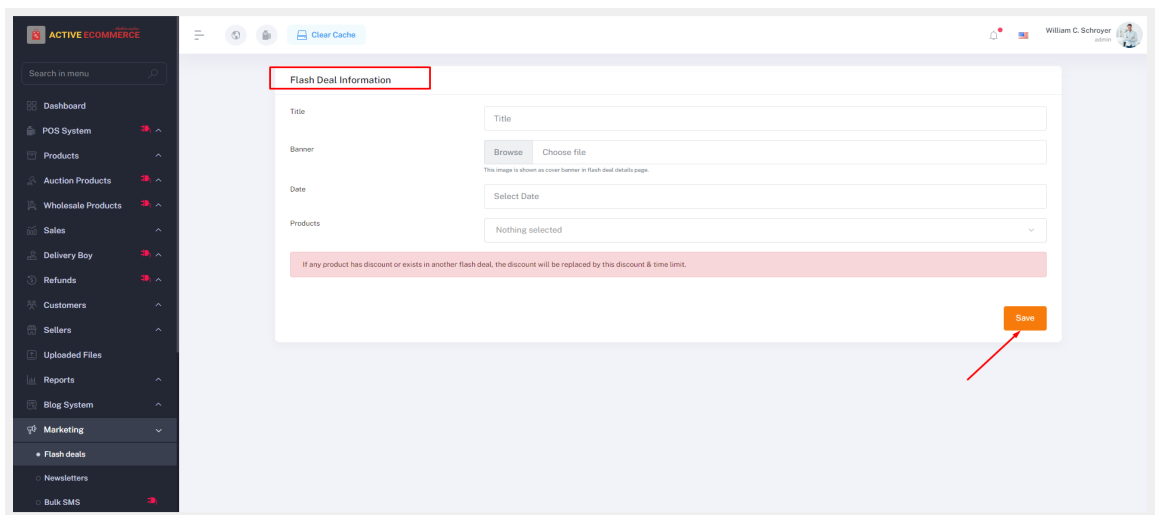 ACTIVE ECOMMERCE
Clear Cache
William C. Schroyer
admin
Search in menu
Dashboard
POS System
Products
Auction Products
Wholesale Products
Sales
Delivery Boy
Refunds
Customers
Sellers
Uploaded Files
Reports
Blog System
Marketing
Flash deals
Newsletters
Bulk SMS
Flash Deal Information
Title
Title
Banner
Browse
Choose file
This image is shown as cover banner in flash deal details page.
Date
Select Date
Products
Nothing selected
If any product has discount or exists in another flash deal, the discount will be replaced by this discount & time limit.
Save